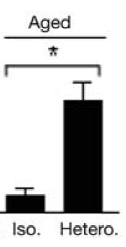 Aged
*
Iso. Hetero.